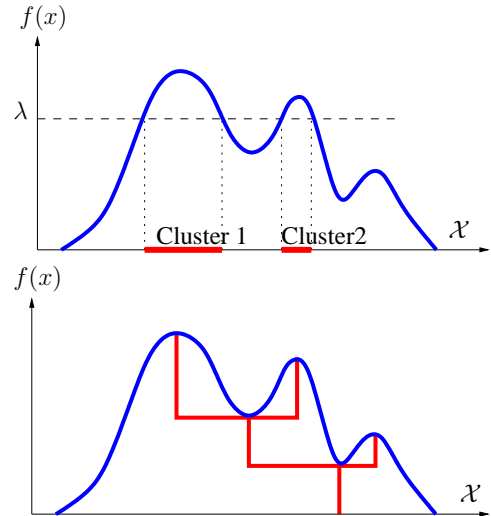 f(x)
λ
Cluster 1 Cluster2
𝒳
f(x)
𝒳